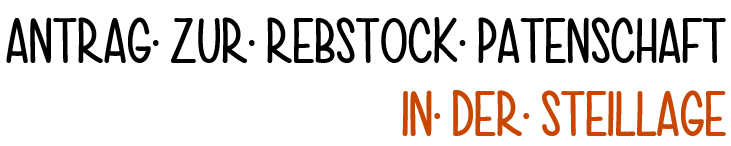 ANTRAG· ZUR· REBSTOCK· PATENSCHAFT
IN· DER· STEILLAGE